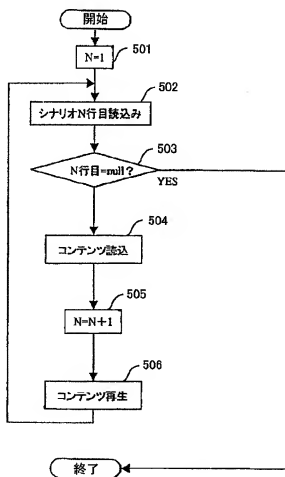 開始
501
N=1
502
シナリオN行目読込み
503
N行目=null?
YES
504
コンテンツ読込
505
N=N+1
506
コンテンツ再生
終了